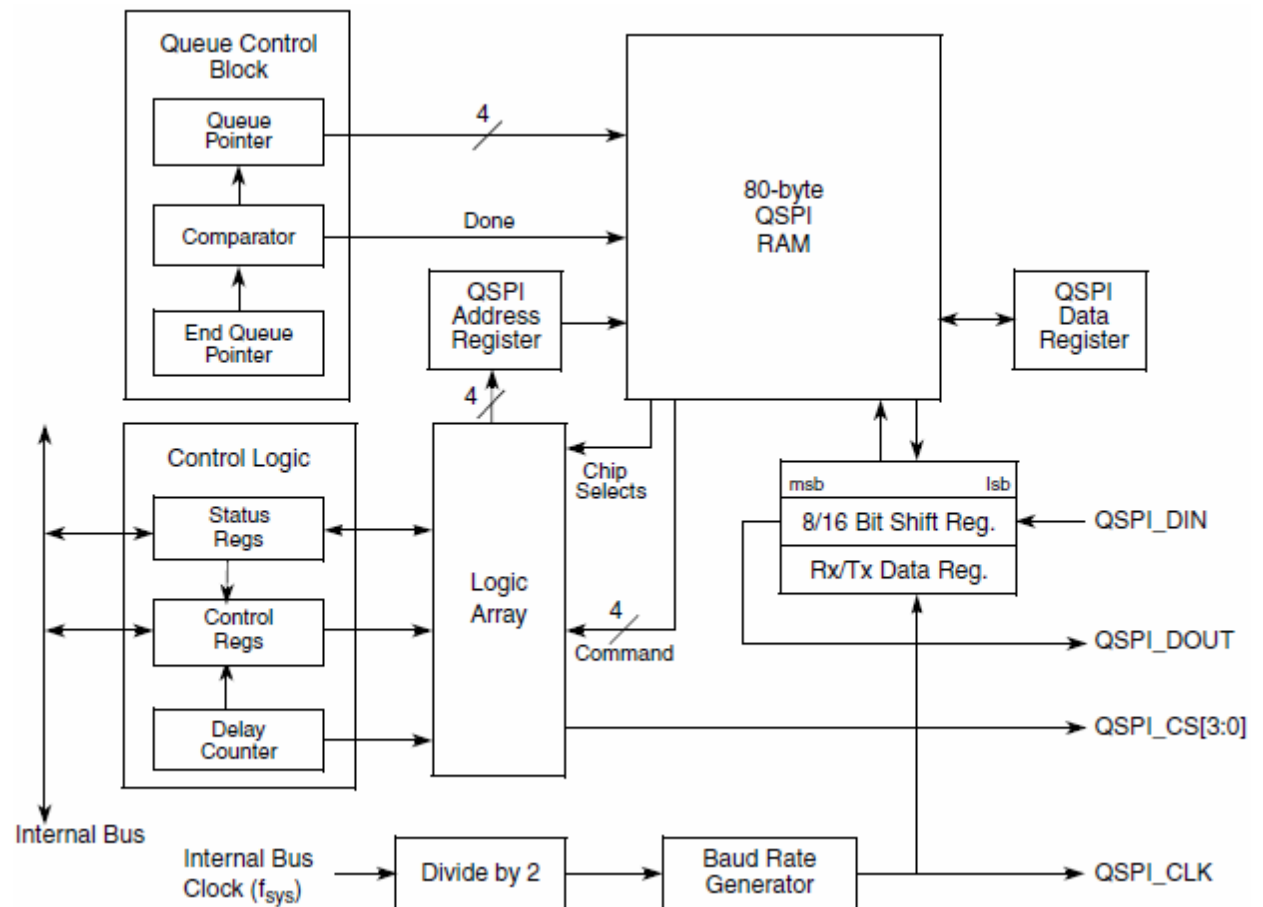 Queue Control
Block
Queue
Pointer
4
Comparator
Done
End Queue
Pointer
80-byte
QSPI
RAM
QSPI
Address
Register
QSPI
Data
Register
4
Control Logic
Status
Regs
Control
Regs
Delay
Counter
Logic
Array
Chip
Selects
4
Command
msb
lsb
8/16 Bit Shift Reg.
Rx/Tx Data Reg.
QSPI_DIN
QSPI_DOUT
QSPI_CS[3:0]
Internal Bus
Internal Bus
Clock (fsys)
Divide by 2
Baud Rate
Generator
QSPI_CLK